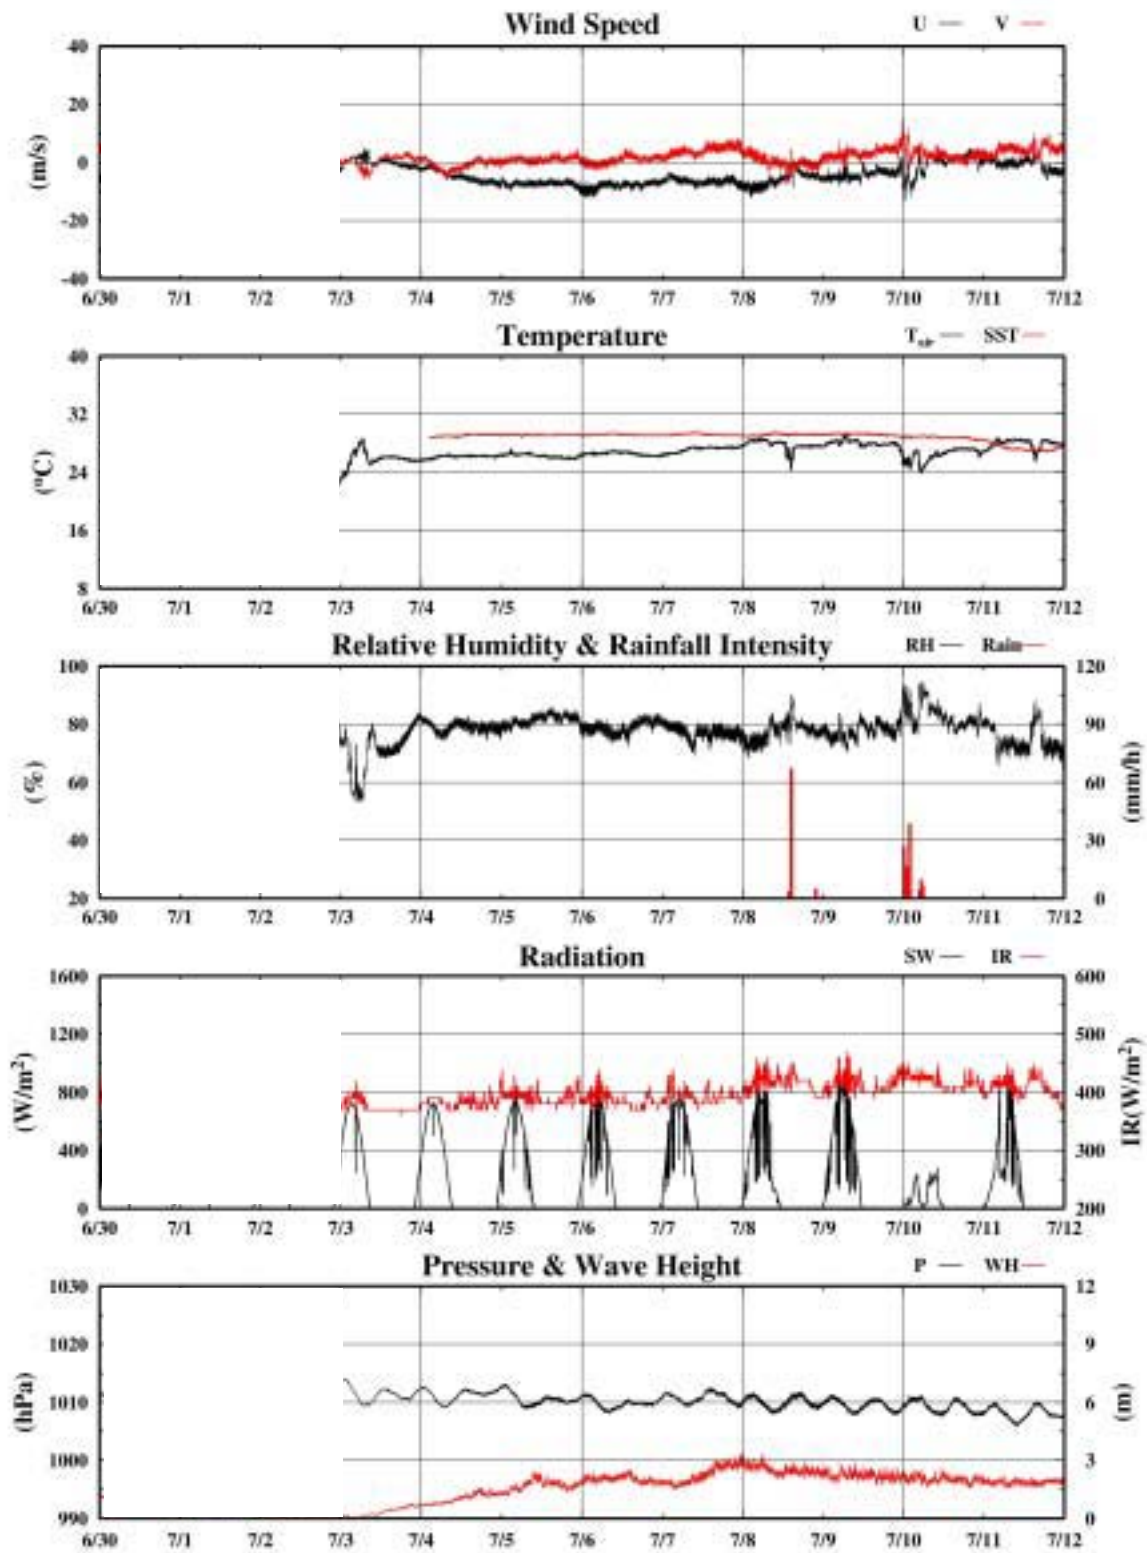 Wind Speed U V
40
20
0
-20
-40
(m/s)
6/30 7/1 7/2 7/3 7/4 7/5 7/6 7/7 7/8 7/9 7/10 7/11 7/12
Temperature Tair SST
40
32
24
16
8
(°C)
6/30 7/1 7/2 7/3 7/4 7/5 7/6 7/7 7/8 7/9 7/10 7/11 7/12
Relative Humidity & Rainfall Intensity RH Rain
100 120
80 90
60 60
40 30
20 0
(%) (mm/h)
6/30 7/1 7/2 7/3 7/4 7/5 7/6 7/7 7/8 7/9 7/10 7/11 7/12
Radiation SW IR
1600 600
1200 500
800 400
400 300
0 200
(W/m²) IR(W/m²)
6/30 7/1 7/2 7/3 7/4 7/5 7/6 7/7 7/8 7/9 7/10 7/11 7/12
Pressure & Wave Height P WH
1030 12
1020 9
1010 6
1000 3
990 0
(hPa) (m)
6/30 7/1 7/2 7/3 7/4 7/5 7/6 7/7 7/8 7/9 7/10 7/11 7/12